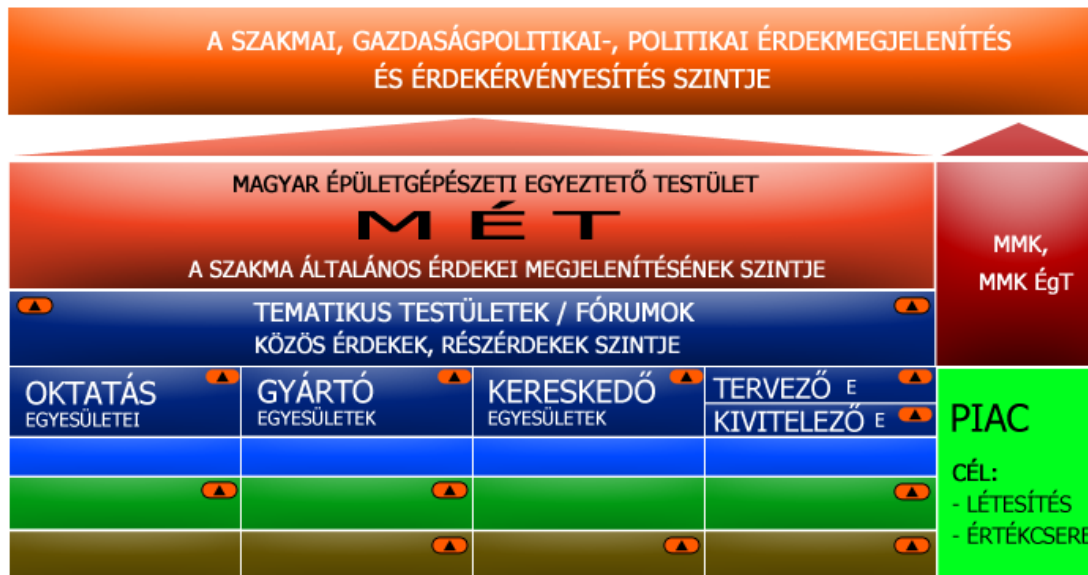 A SZAKMAI, GAZDASÁGPOLITIKAI-, POLITIKAI ÉRDEKMEGJELENÍTÉS
ÉS ÉRDEKÉRVÉNYESÍTÉS SZINTJE
MAGYAR ÉPÜLETGÉPÉSZETI EGYEZTETŐ TESTÜLET
M É T
A SZAKMA ÁLTALÁNOS ÉRDEKEI MEGJELENÍTÉSÉNEK SZINTJE
MMK,
MMK ÉgT
TEMATIKUS TESTÜLETEK / FÓRUMOK
KÖZÖS ÉRDEKEK, RÉSZÉRDEKEK SZINTJE
OKTATÁS
EGYESÜLETEI
GYÁRTÓ
EGYESÜLETEK
KERESKEDŐ
EGYESÜLETEK
TERVEZŐ E
KIVITELEZŐ E
PIAC
CÉL:
- LÉTESÍTÉS
- ÉRTÉKCSERE